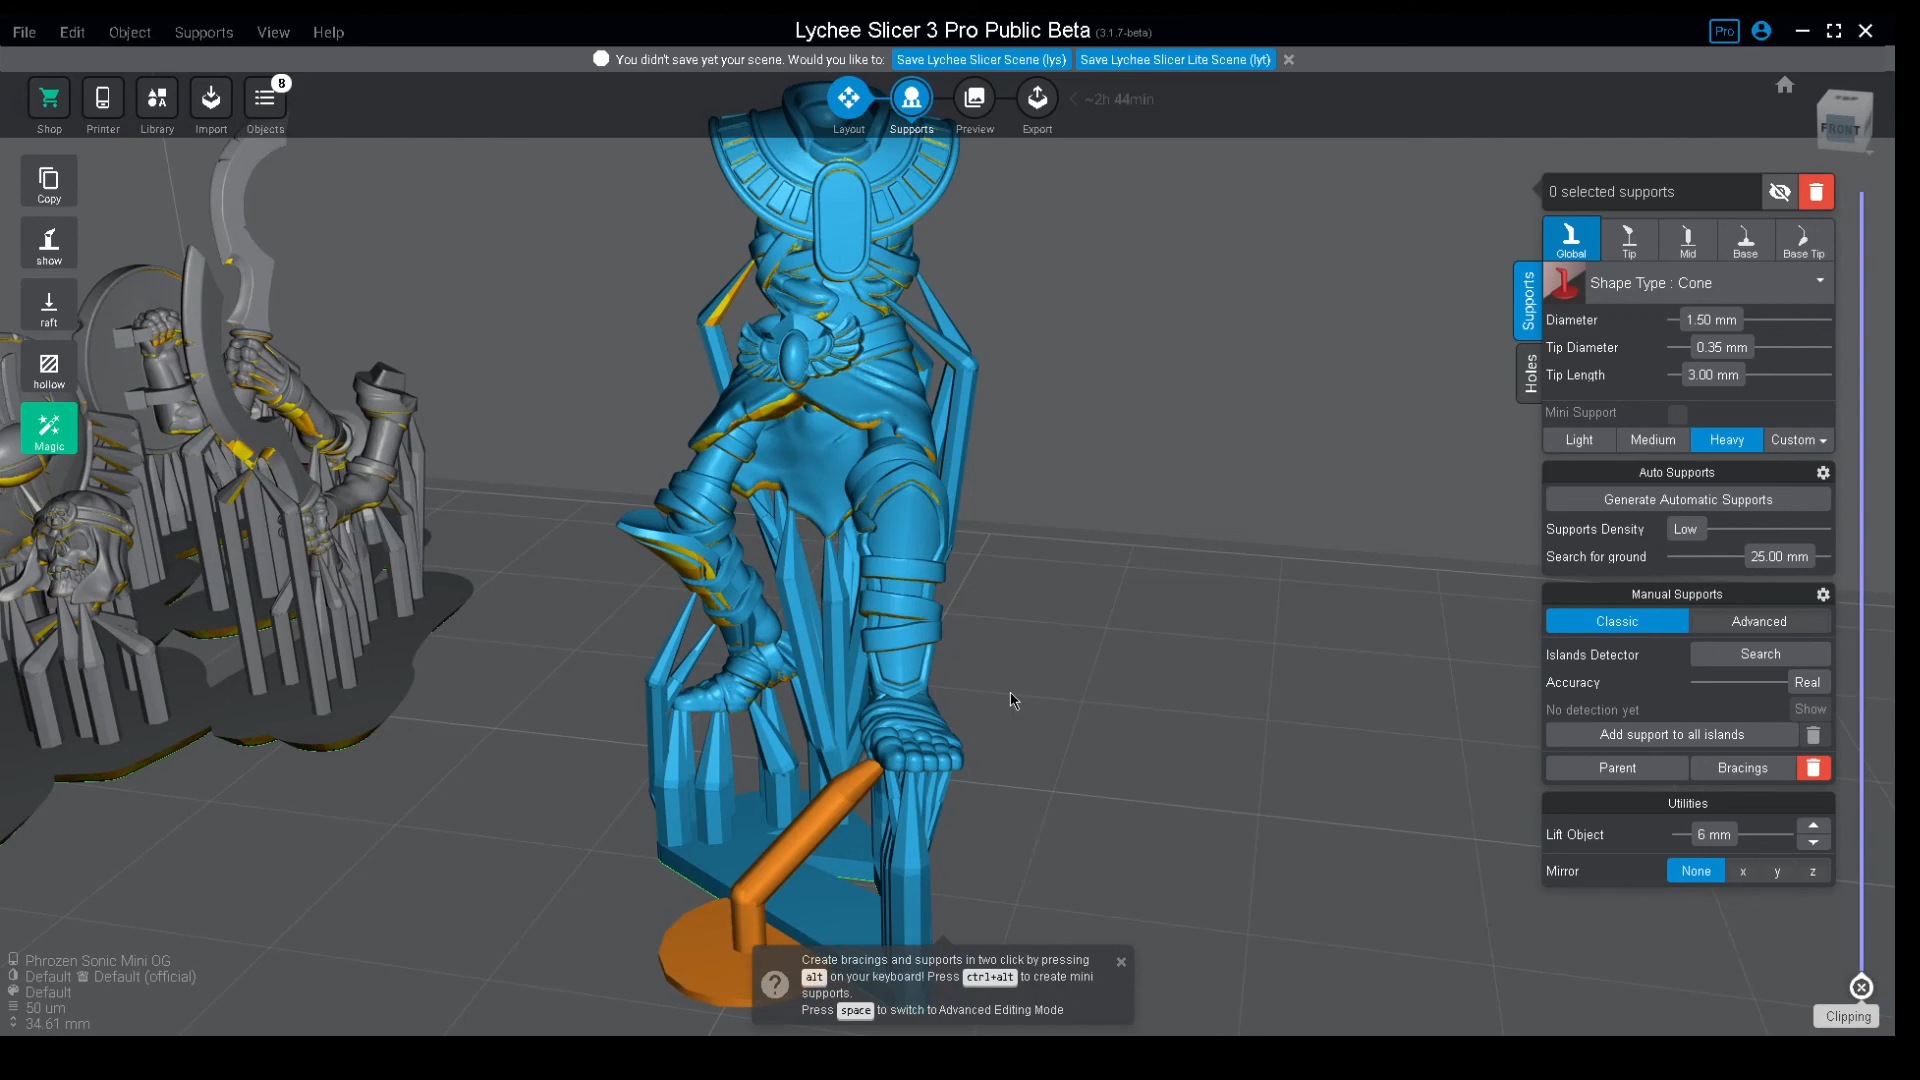 File Edit Object Supports View Help
Lychee Slicer 3 Pro Public Beta (3.1.7-beta)
Pro
You didn't save yet your scene. Would you like to: Save Lychee Slicer Scene (lys) Save Lychee Slicer Lite Scene (lyt)
8
Shop Printer Library Import Objects
Layout Supports Preview Export
~2h 44min
TOP
FRONT
Copy
show
raft
hollow
Magic
0 selected supports
Global Tip Mid Base Base Tip
Supports
Holes
Shape Type : Cone
Diameter 1.50 mm
Tip Diameter 0.35 mm
Tip Length 3.00 mm
Mini Support
Light Medium Heavy Custom
Auto Supports
Generate Automatic Supports
Supports Density Low
Search for ground 25.00 mm
Manual Supports
Classic Advanced
Islands Detector Search
Accuracy Real
No detection yet Show
Add support to all islands
Parent Bracings
Utilities
Lift Object 6 mm
Mirror None x y z
Clipping
Phrozen Sonic Mini OG
Default Default (official)
Default
50 um
34.61 mm
Create bracings and supports in two click by pressing
alt on your keyboard! Press ctrl+alt to create mini
supports.
Press space to switch to Advanced Editing Mode